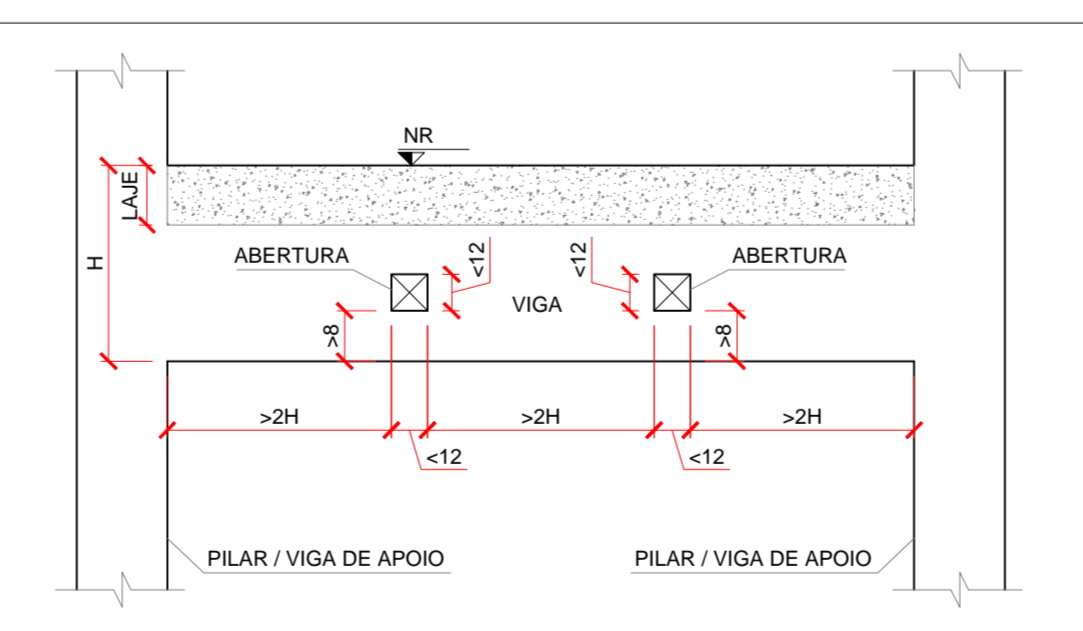 NR
LAJE
H
ABERTURA
<12
<12
ABERTURA
VIGA
>8
>8
>2H
>2H
>2H
<12
<12
PILAR / VIGA DE APOIO
PILAR / VIGA DE APOIO